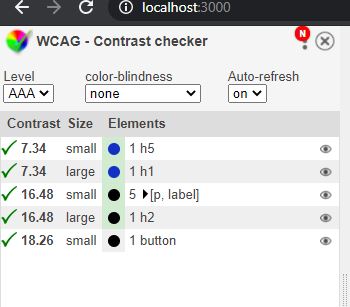 localhost:3000
WCAG - Contrast checker
N
Level color-blindness Auto-refresh
AAA none on
Contrast Size Elements
7.34 small 1 h5
7.34 large 1 h1
16.48 small 5 [p, label]
16.48 large 1 h2
18.26 small 1 button